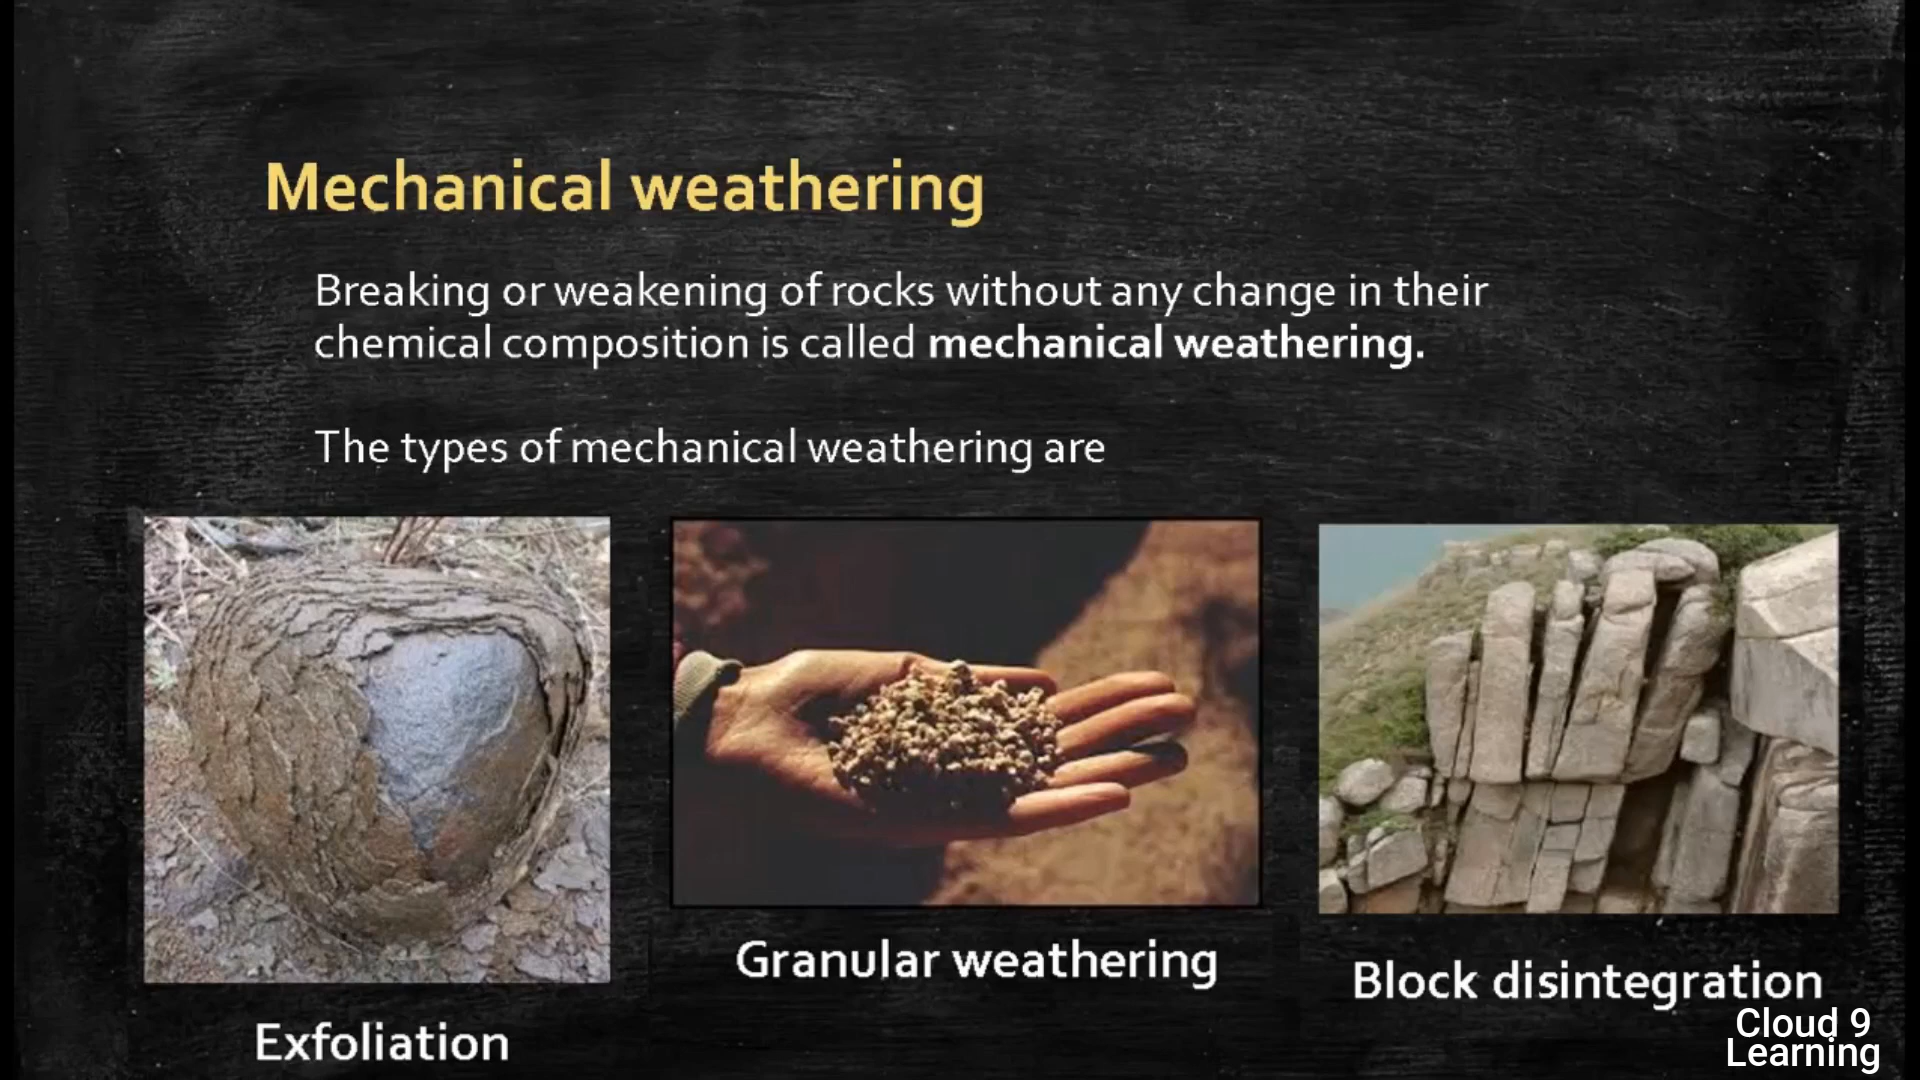 Mechanical weathering
Breaking or weakening of rocks without any change in their
chemical composition is called mechanical weathering.
The types of mechanical weathering are
Granular weathering
Block disintegration
Exfoliation
Cloud 9
Learning